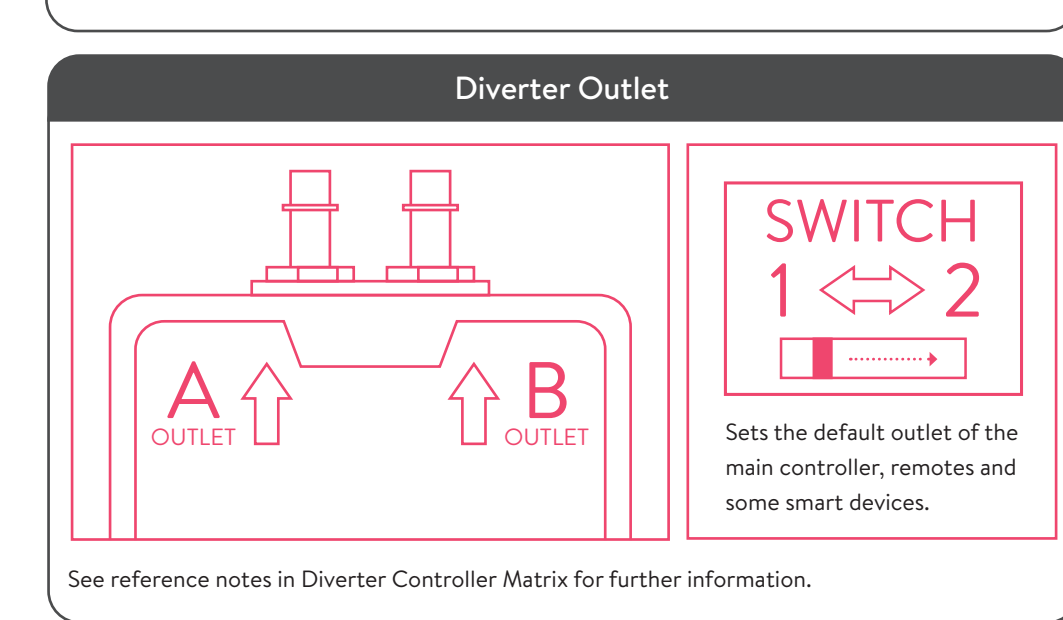 Diverter Outlet
A
OUTLET
B
OUTLET
SWITCH
1 2
Sets the default outlet of the
main controller, remotes and
some smart devices.
See reference notes in Diverter Controller Matrix for further information.